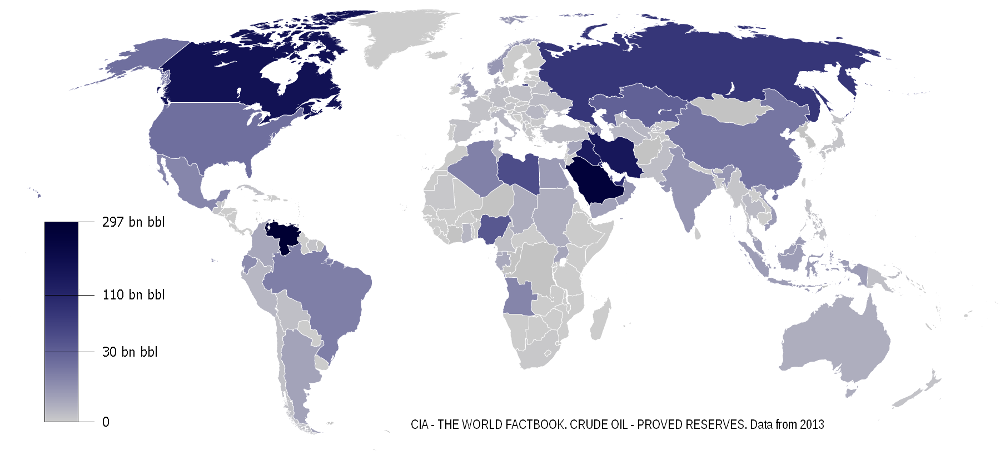 297 bn bbl
110 bn bbl
30 bn bbl
0
CIA - THE WORLD FACTBOOK. CRUDE OIL - PROVED RESERVES. Data from 2013